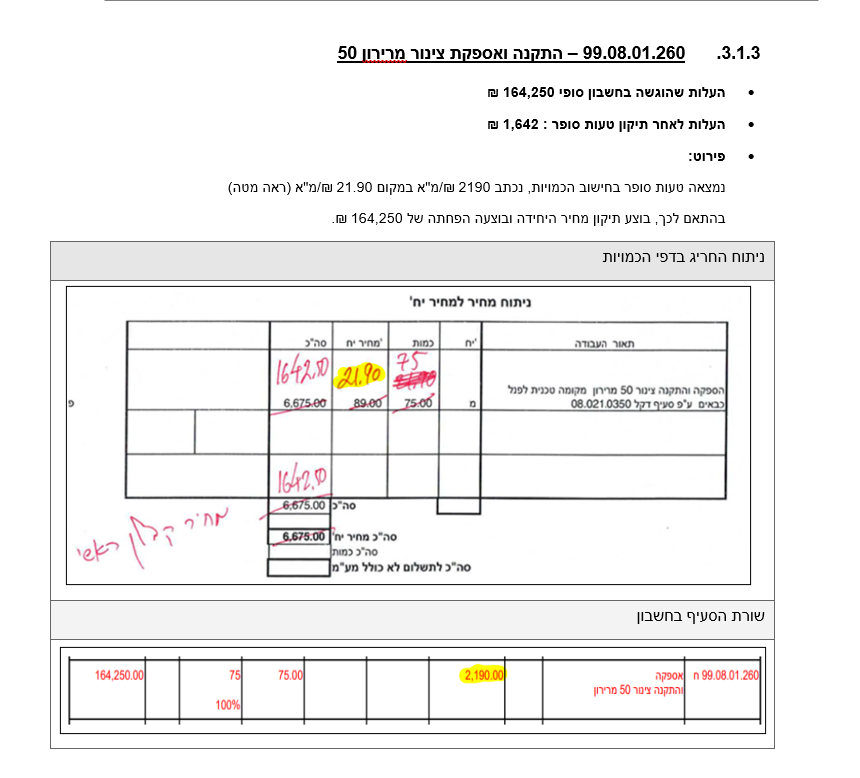 3.1.3. 99.08.01.260 – התקנה ואספקת צינור מרירון 50
• העלות שהוגשה בחשבון סופי 164,250 ₪
• העלות לאחר תיקון טעות סופר : 1,642 ₪
• פירוט:
נמצאה טעות סופר בחישוב הכמויות, נכתב 2190 ₪/מ"א במקום 21.90 ₪/מ"א (ראה מטה)
בהתאם לכך, בוצע תיקון מחיר היחידה ובוצעה הפחתה של 164,250 ₪.
ניתוח החריג בדפי הכמויות
ניתוח מחיר למחיר יח'
תאור העבודה יח' כמות מחיר יח' סה"כ
75 21.90 1642.50
הספקה והתקנה צינור 50 מרירון מקומה טכנית לפנל
כבאים ע"פ סעיף דקל 08.021.0350 מ 75.00 89.00 6,675.00 פ
1642.50
סה"כ 6,675.00
מחיר קבלן ראשי
סה"כ מחיר יח' 6,675.00
סה"כ כמות
סה"כ לתשלום לא כולל מע"מ
שורת הסעיף בחשבון
99.08.01.260 ח אספקה 2,190.00 75.00 75 164,250.00
והתקנה צינור 50 מרירון
100%